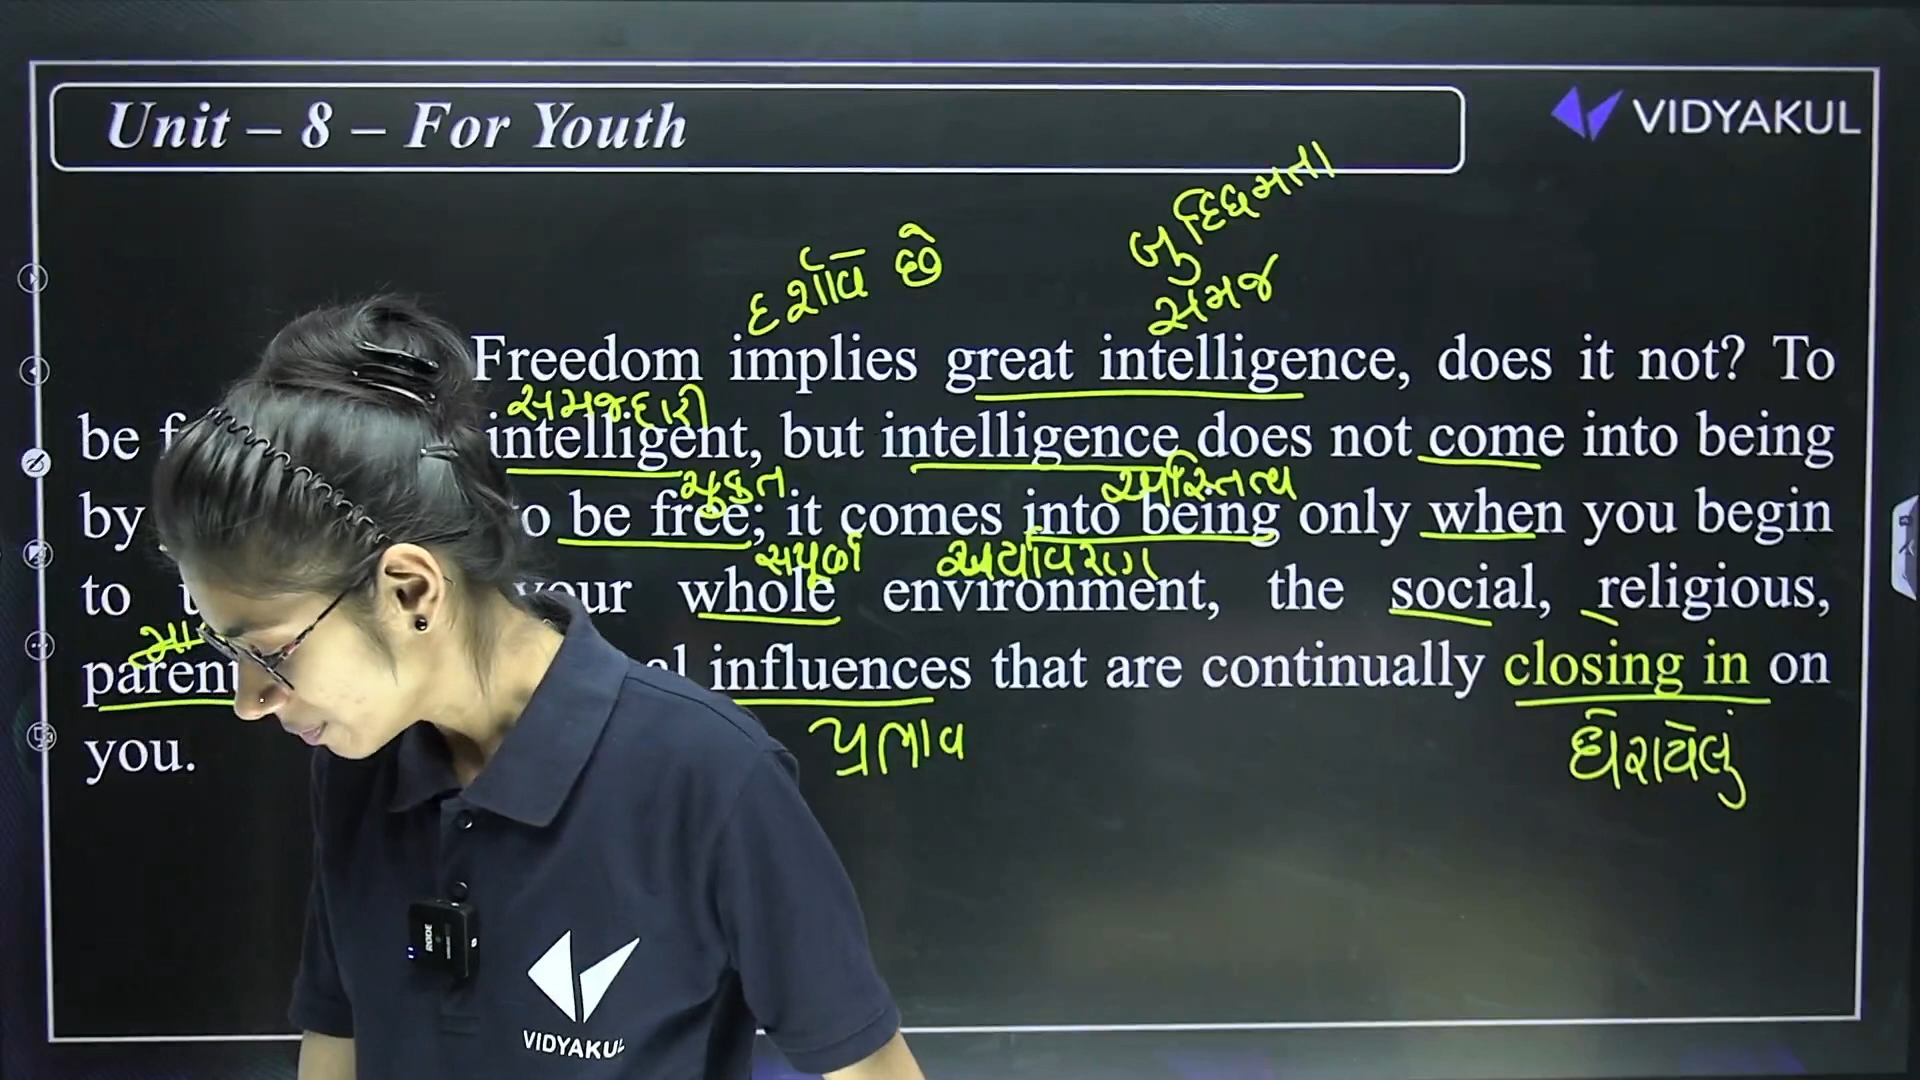 Unit – 8 – For Youth
VIDYAKUL
બુદ્ધિમતા
દર્શાવે છે
સમજ
Freedom implies great intelligence, does it not? To
સમજદારી
be intelligent, but intelligence does not come into being
મુક્ત અસ્તિત્વ
by to be free; it comes into being only when you begin
સંપૂર્ણ
to your whole environment, the social, religious,
influences that are continually closing in on
પ્રભાવ ઘેરાયેલું
you.
RODE
VIDYAKUL